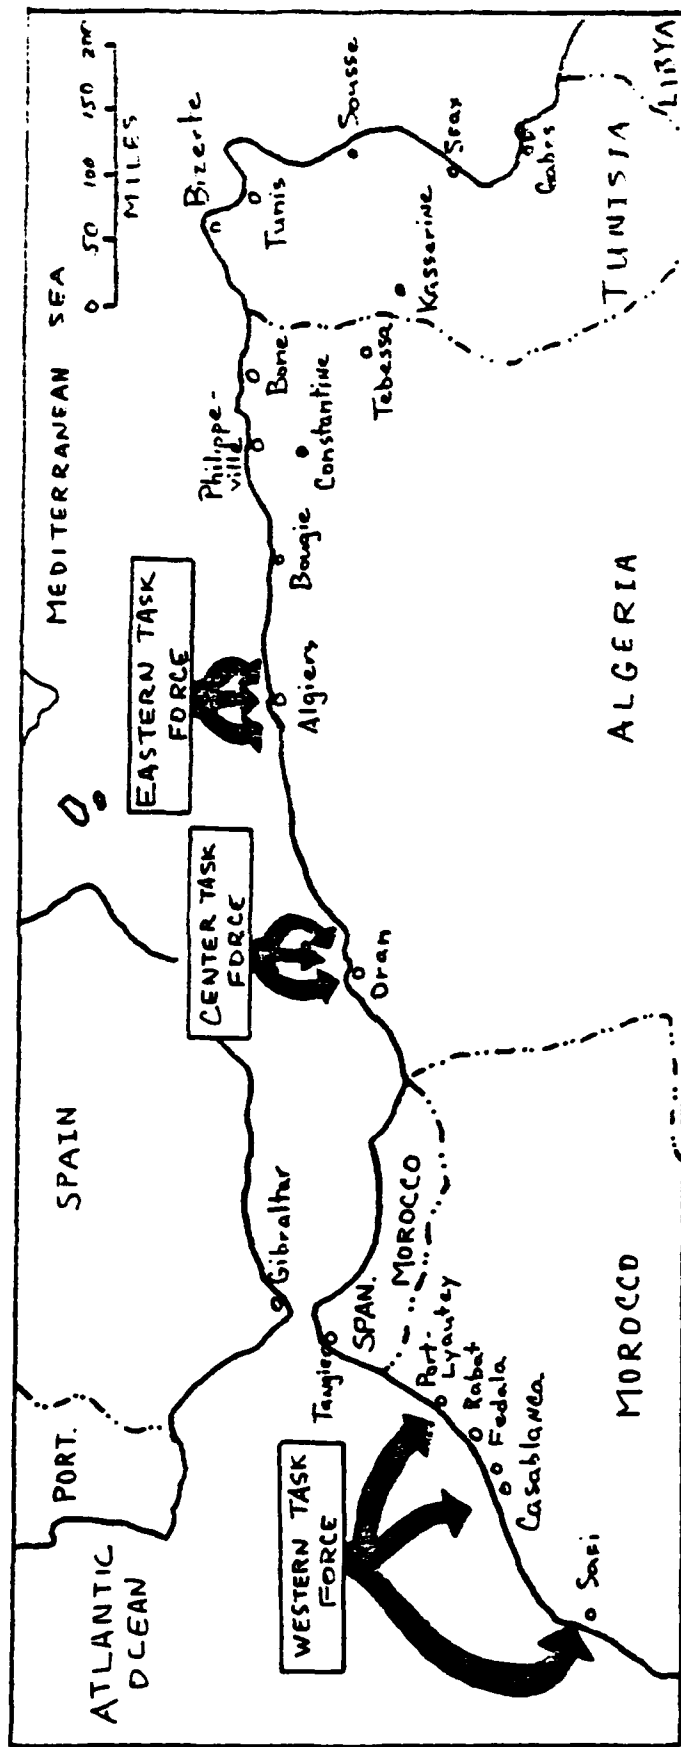 MEDITERRANEAN SEA
0 50 100 150 200
MILES
ATLANTIC
OCEAN
PORT.
SPAIN
Gibraltar
WESTERN TASK
FORCE
CENTER TASK
FORCE
EASTERN TASK
FORCE
Tangier
SPAN.
MOROCCO
Port-
Lyautey
Rabat
Fedala
Casablanca
Safi
MOROCCO
Oran
Algiers
Bougie
Philippe-
ville
Bone
Constantine
Tebessa
ALGERIA
Bizerte
Tunis
Sousse
Kasserine
Sfax
Gabes
TUNISIA
LIBYA